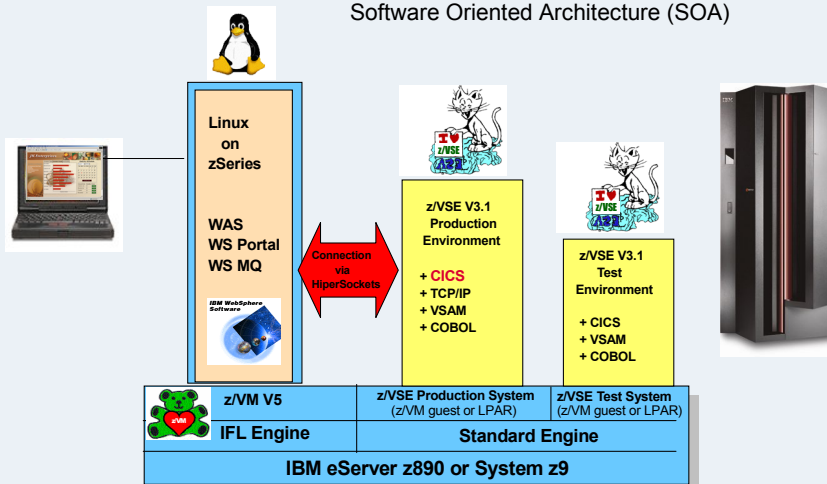 Software Oriented Architecture (SOA)
Linux
on
zSeries
WAS
WS Portal
WS MQ
IBM WebSphere
Software
Connection
via
HiperSockets
I ♥
z/VSE
z/VSE V3.1
Production
Environment
+ CICS
+ TCP/IP
+ VSAM
+ COBOL
I ♥
z/VSE
z/VSE V3.1
Test
Environment
+ CICS
+ VSAM
+ COBOL
IBM
z/VM
z/VM V5
z/VSE Production System
(z/VM guest or LPAR)
z/VSE Test System
(z/VM guest or LPAR)
IFL Engine
Standard Engine
IBM eServer z890 or System z9